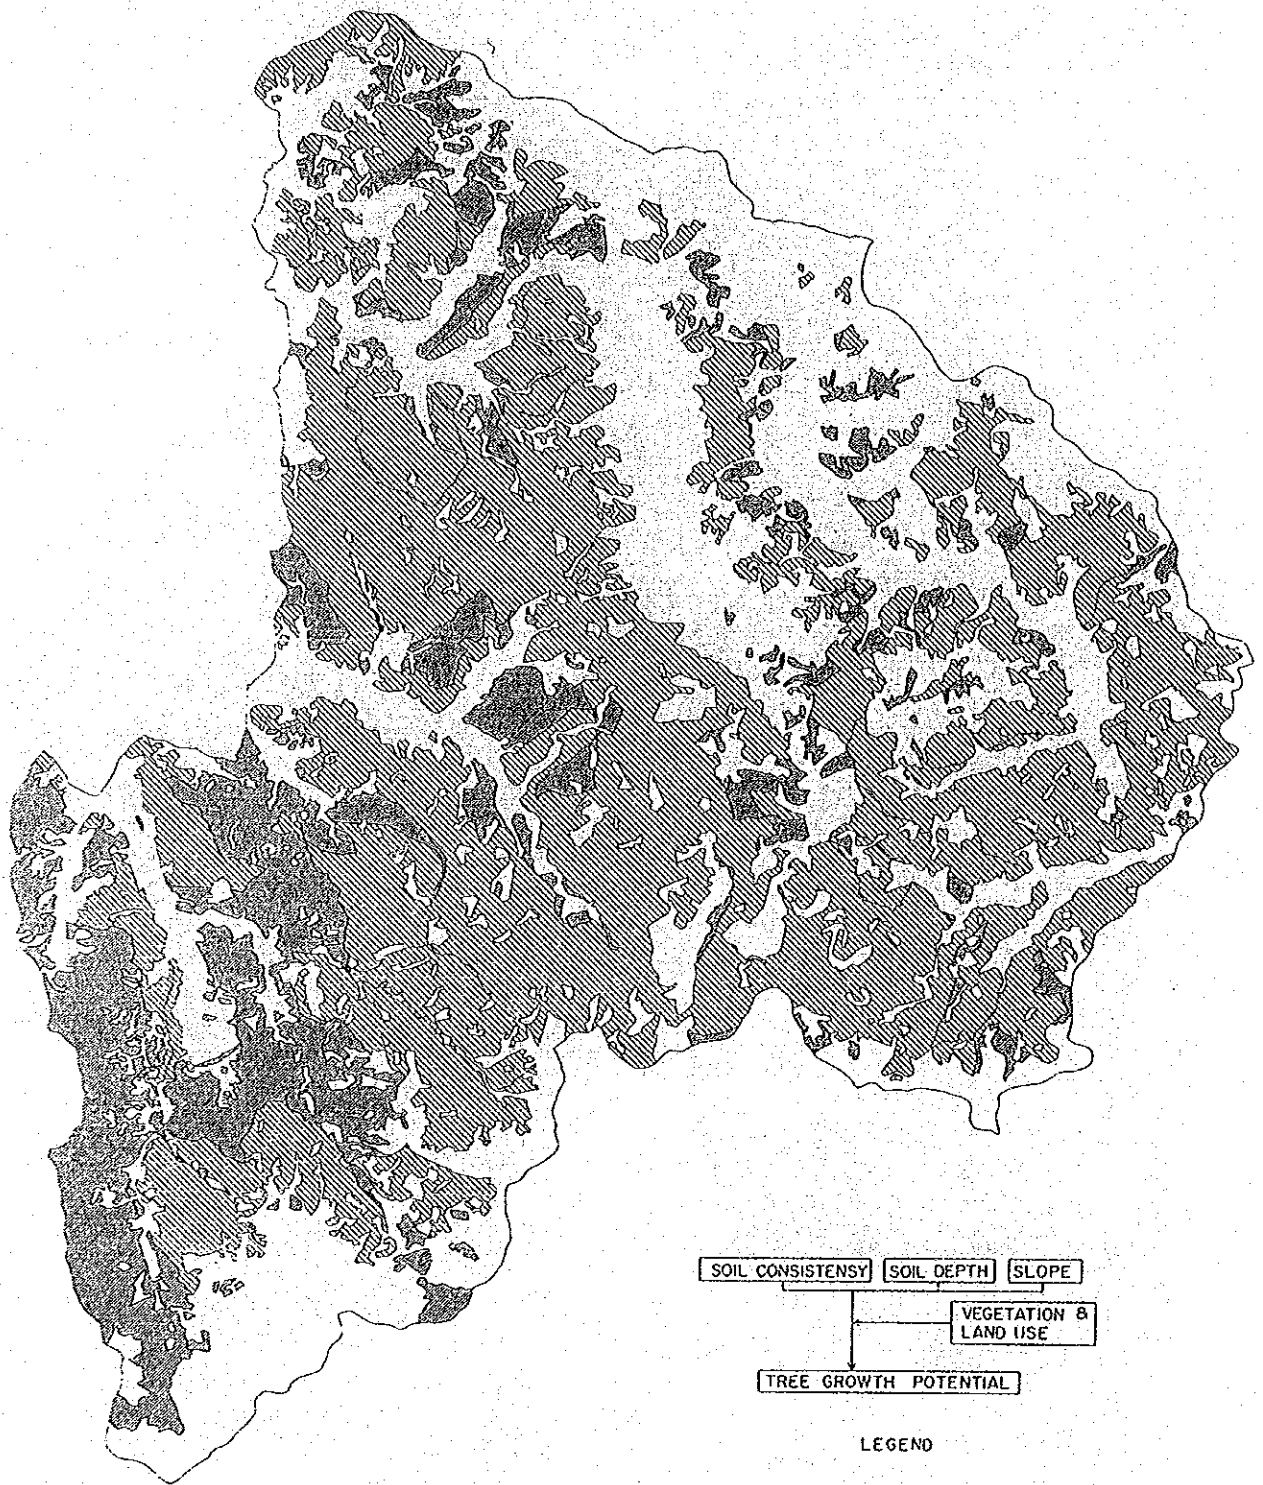 SOIL CONSISTENSY SOIL DEPTH SLOPE
VEGETATION &
LAND USE
TREE GROWTH POTENTIAL
LEGEND